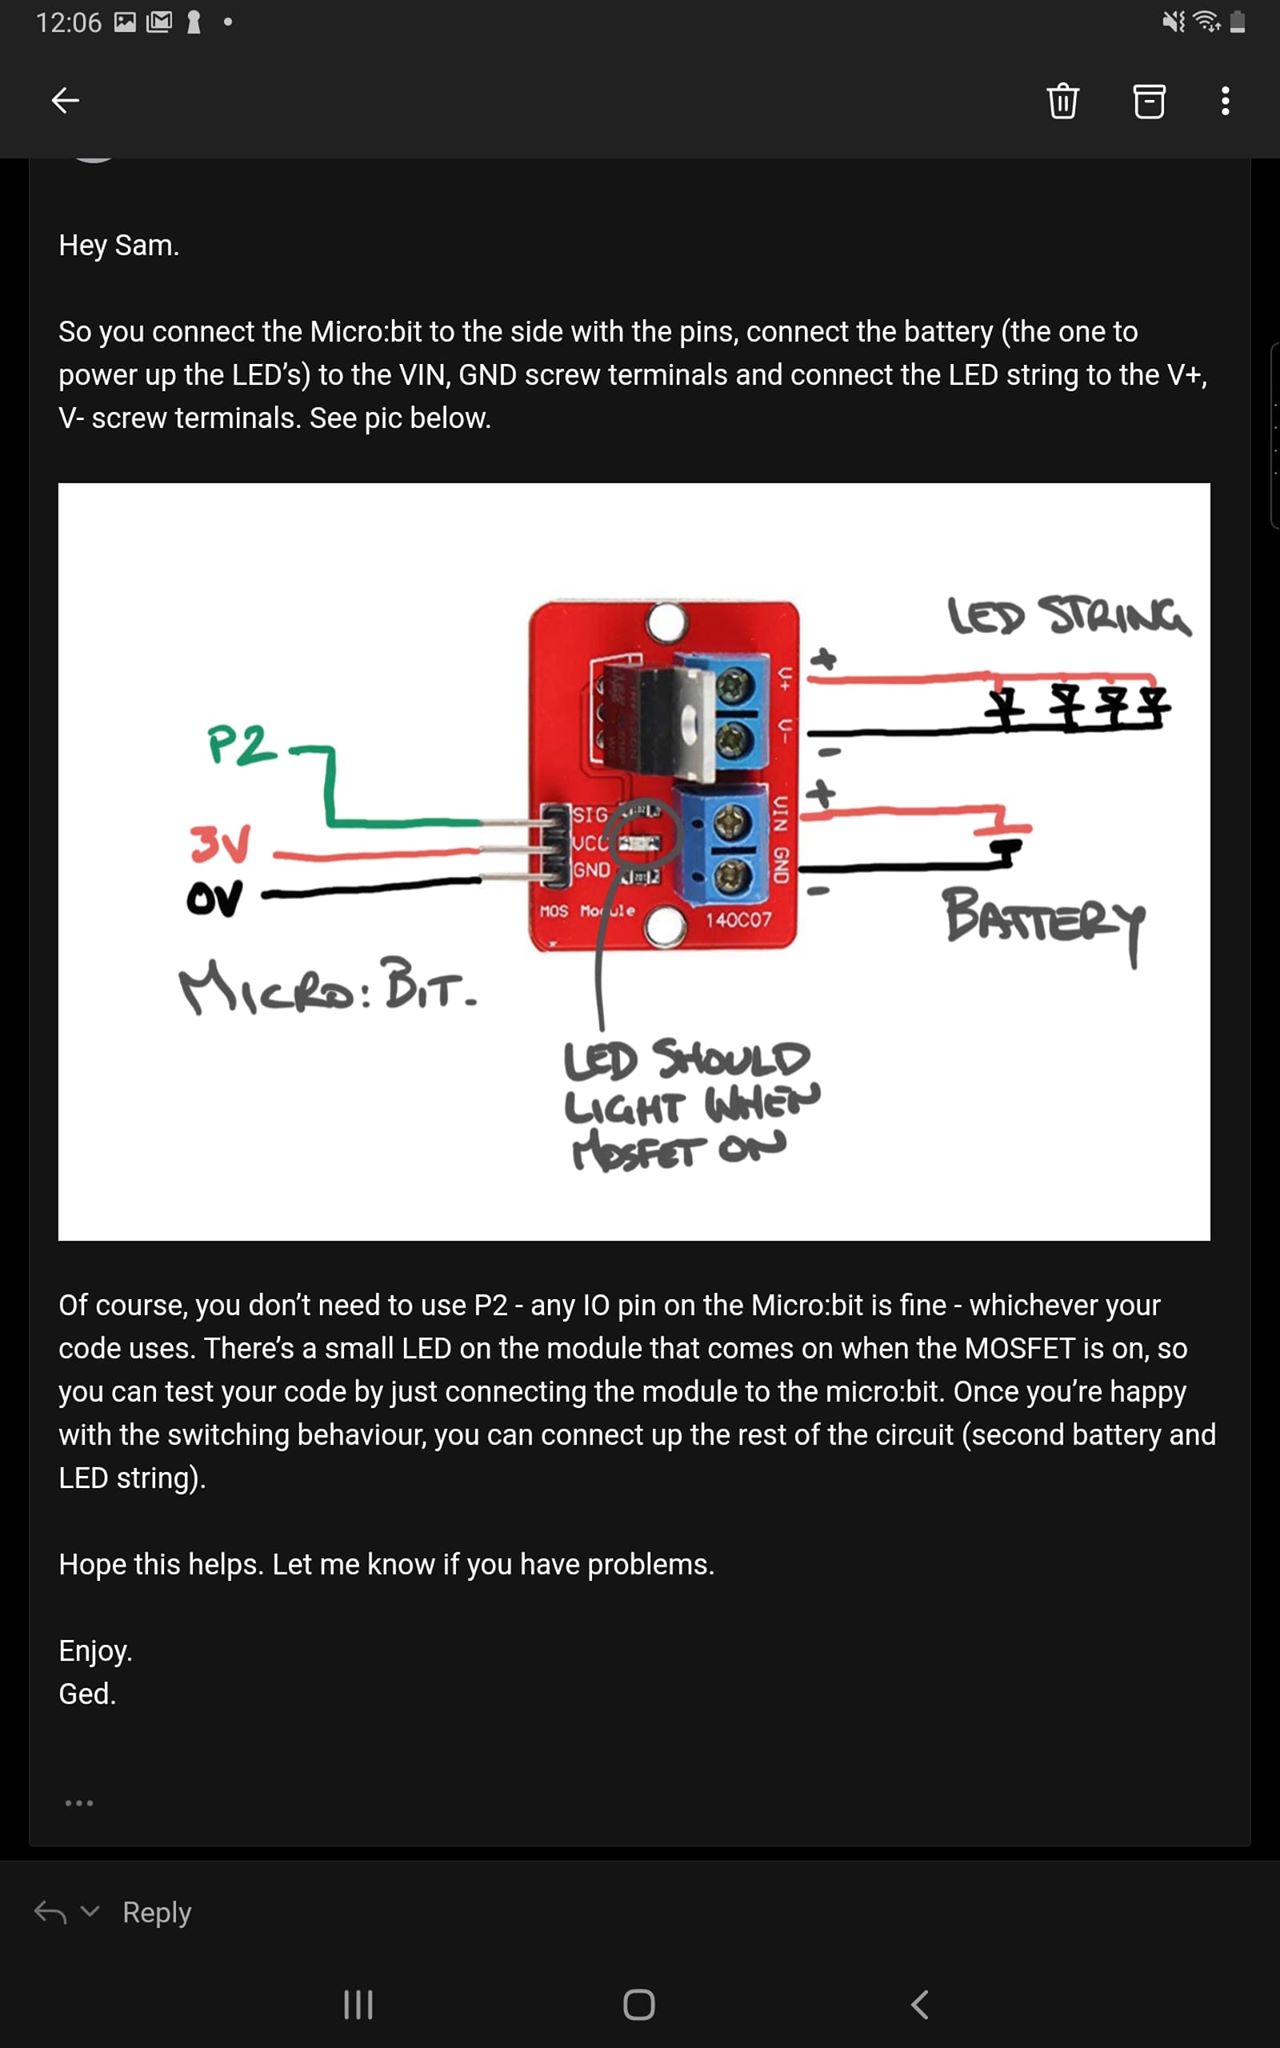 12:06
Hey Sam.
So you connect the Micro:bit to the side with the pins, connect the battery (the one to
power up the LED’s) to the VIN, GND screw terminals and connect the LED string to the V+,
V- screw terminals. See pic below.
LED STRING
+
V+
V-
-
P2
3V
0V
SIG
VCC
GND
+
VIN
GND
-
MOS Module
140C07
BATTERY
MICRO:BIT.
LED SHOULD
LIGHT WHEN
MOSFET ON
Of course, you don’t need to use P2 - any IO pin on the Micro:bit is fine - whichever your
code uses. There’s a small LED on the module that comes on when the MOSFET is on, so
you can test your code by just connecting the module to the micro:bit. Once you’re happy
with the switching behaviour, you can connect up the rest of the circuit (second battery and
LED string).
Hope this helps. Let me know if you have problems.
Enjoy.
Ged.
Reply